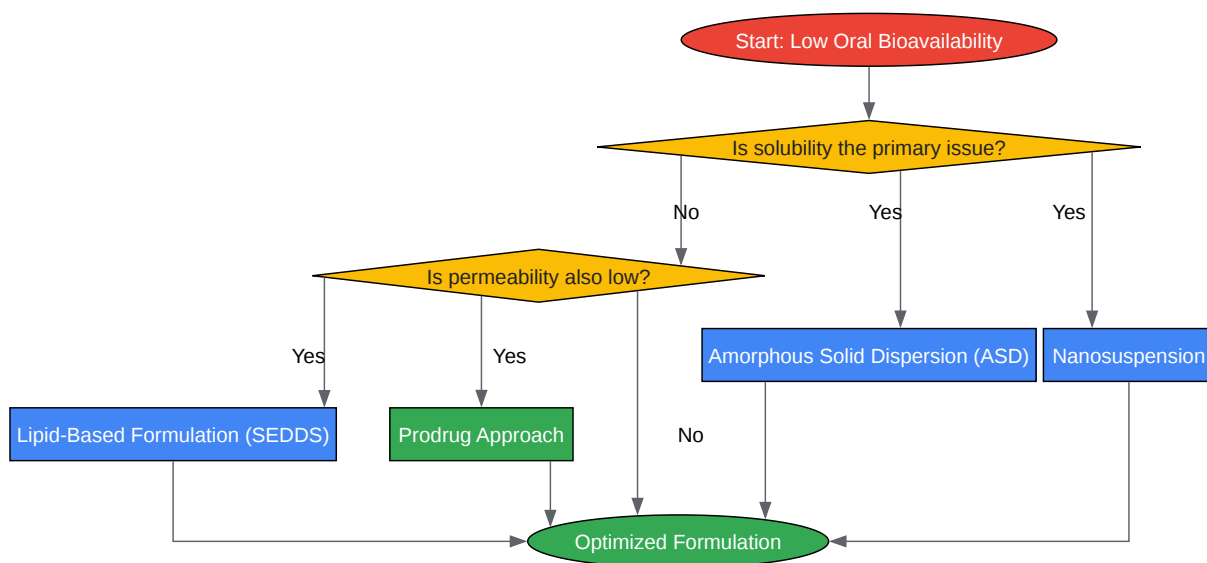 Start: Low Oral Bioavailability
Is solubility the primary issue?
No
Yes
Yes
Is permeability also low?
Yes
Yes
Amorphous Solid Dispersion (ASD)
Nanosuspension
Lipid-Based Formulation (SEDDS)
Prodrug Approach
No
Optimized Formulation